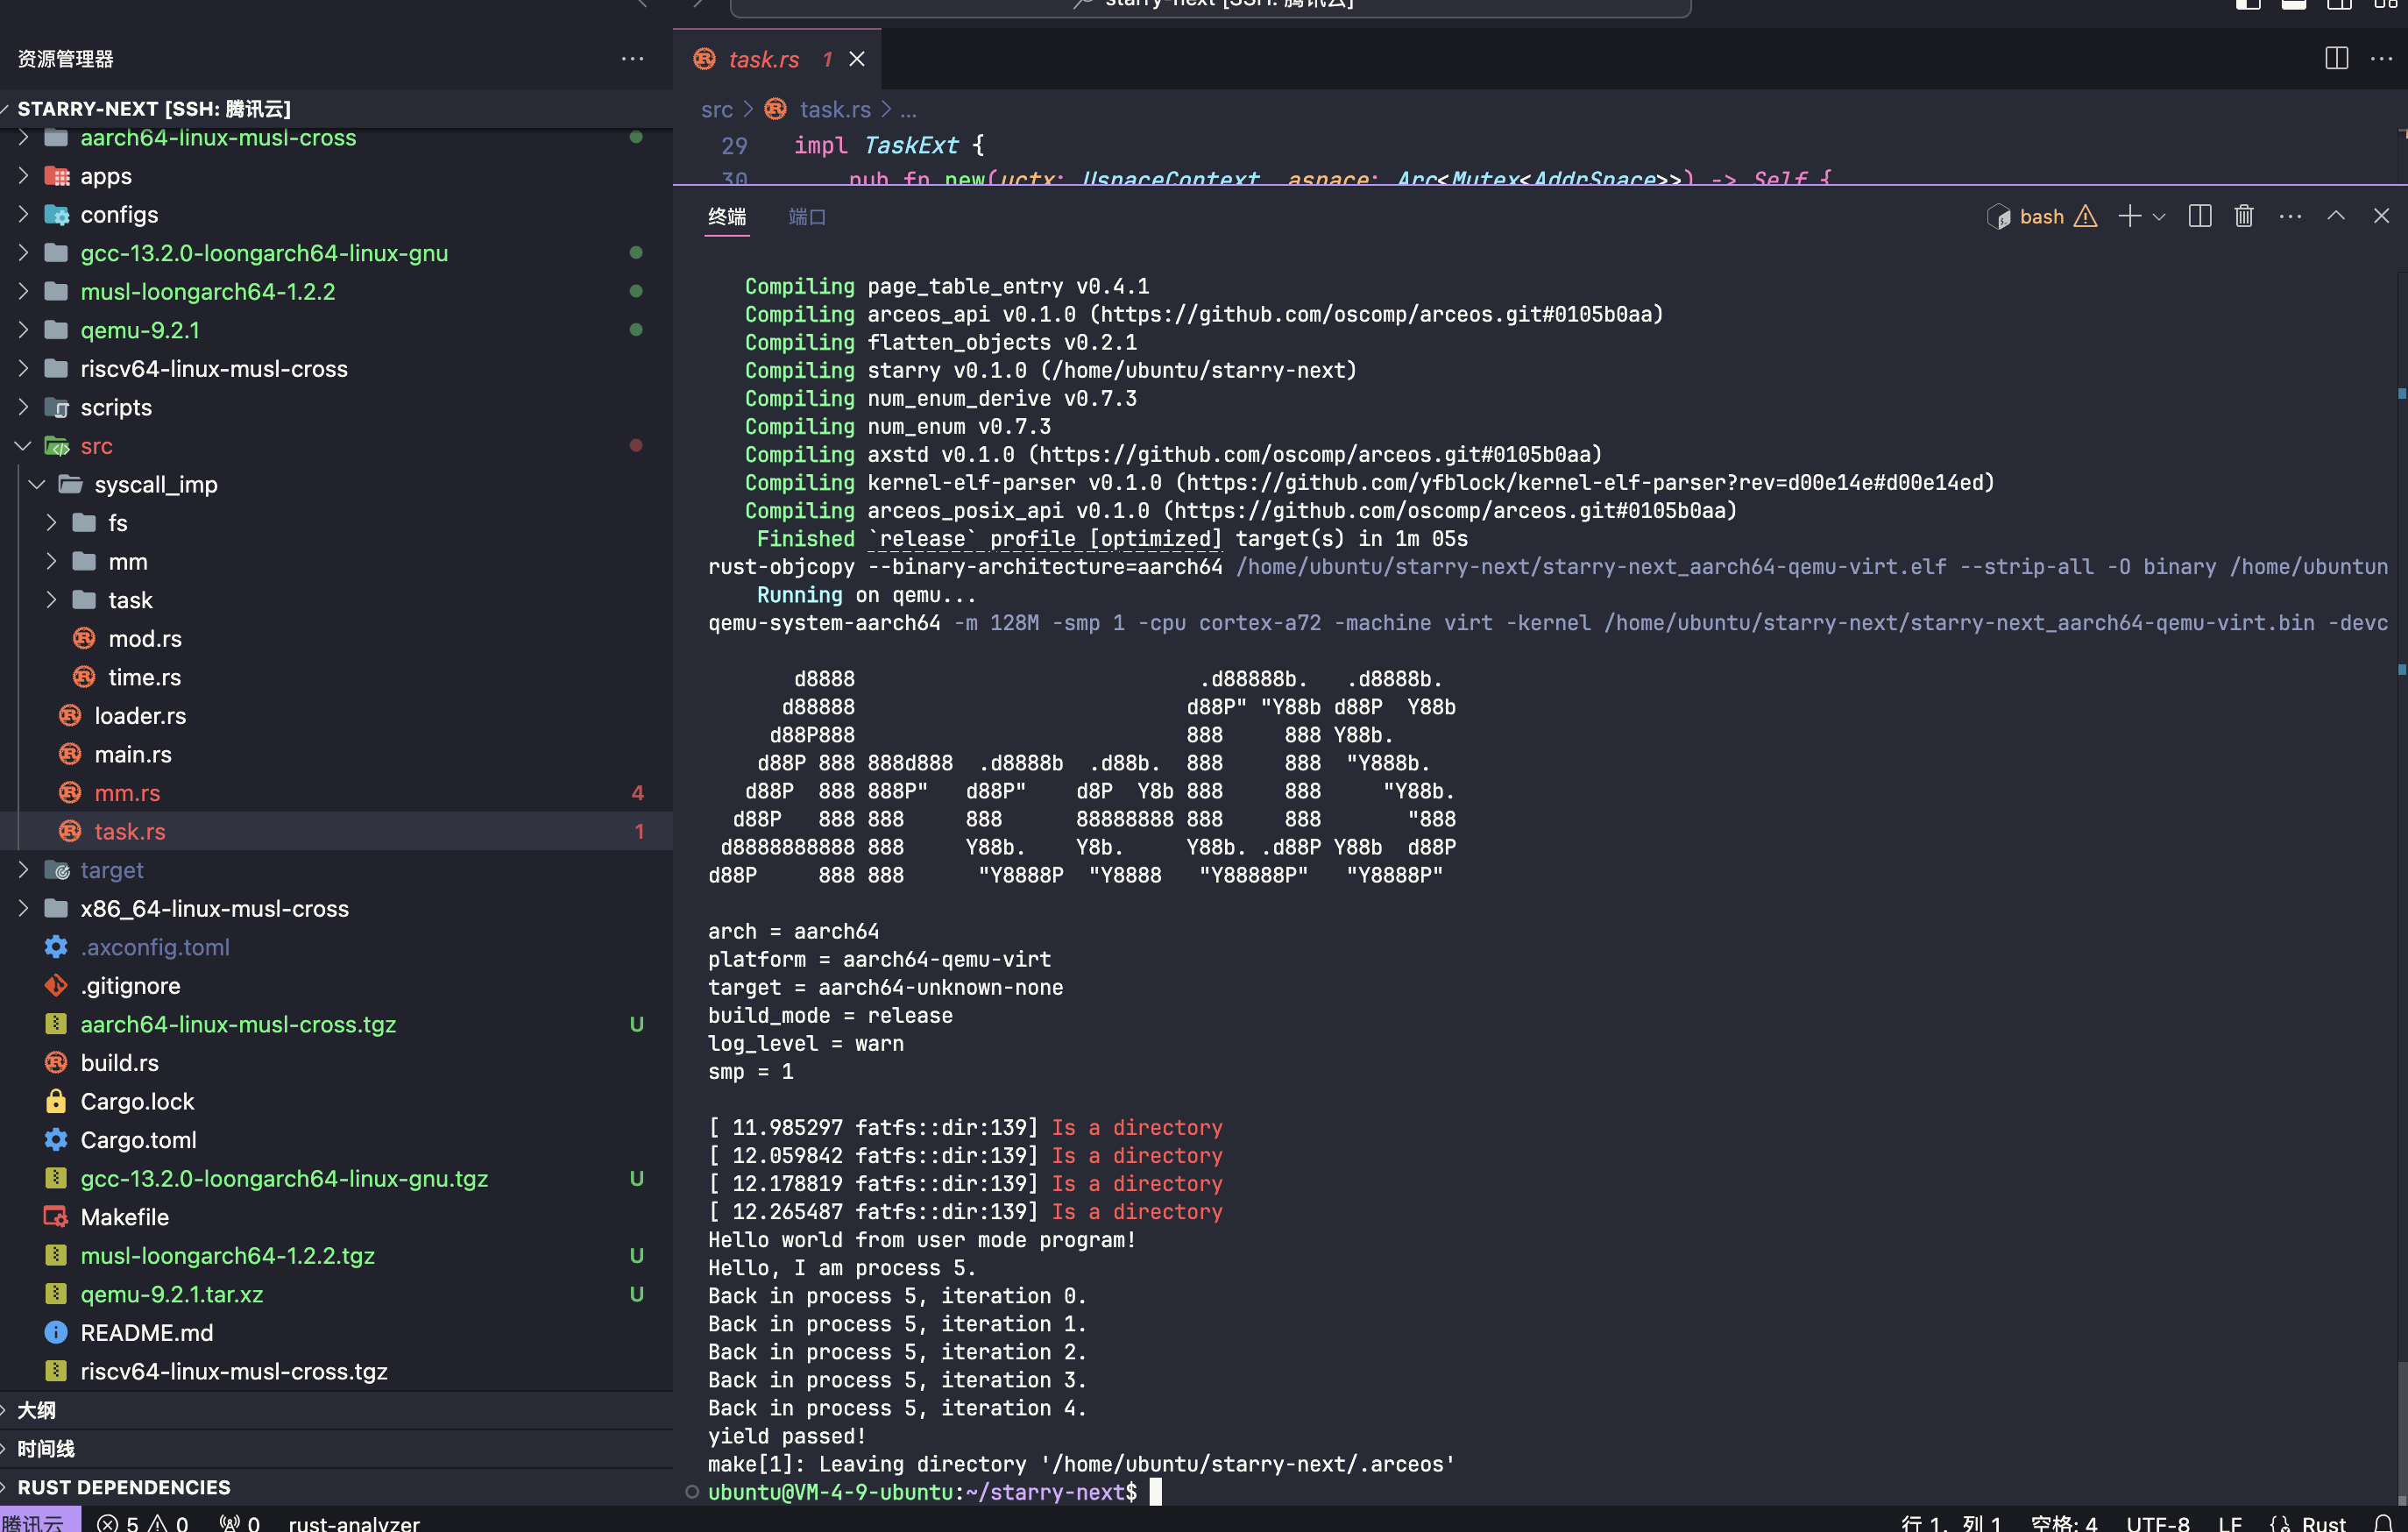 starry-next [SSH: 腾讯云]
资源管理器
STARRY-NEXT [SSH: 腾讯云]
aarch64-linux-musl-cross
apps
configs
gcc-13.2.0-loongarch64-linux-gnu
musl-loongarch64-1.2.2
qemu-9.2.1
riscv64-linux-musl-cross
scripts
src
syscall_imp
fs
mm
task
mod.rs
time.rs
loader.rs
main.rs
mm.rs 4
task.rs 1
target
x86_64-linux-musl-cross
.axconfig.toml
.gitignore
aarch64-linux-musl-cross.tgz U
build.rs
Cargo.lock
Cargo.toml
gcc-13.2.0-loongarch64-linux-gnu.tgz U
Makefile
musl-loongarch64-1.2.2.tgz U
qemu-9.2.1.tar.xz U
README.md
riscv64-linux-musl-cross.tgz
大纲
时间线
RUST DEPENDENCIES
task.rs 1
src > task.rs > ...
29 impl TaskExt {
30 pub fn new(uctx: UspaceContext, aspace: Arc<Mutex<AddrSpace>>) -> Self {
终端 端口
bash
Compiling page_table_entry v0.4.1
Compiling arceos_api v0.1.0 (https://github.com/oscomp/arceos.git#0105b0aa)
Compiling flatten_objects v0.2.1
Compiling starry v0.1.0 (/home/ubuntu/starry-next)
Compiling num_enum_derive v0.7.3
Compiling num_enum v0.7.3
Compiling axstd v0.1.0 (https://github.com/oscomp/arceos.git#0105b0aa)
Compiling kernel-elf-parser v0.1.0 (https://github.com/yfblock/kernel-elf-parser?rev=d00e14e#d00e14ed)
Compiling arceos_posix_api v0.1.0 (https://github.com/oscomp/arceos.git#0105b0aa)
Finished `release` profile [optimized] target(s) in 1m 05s
rust-objcopy --binary-architecture=aarch64 /home/ubuntu/starry-next/starry-next_aarch64-qemu-virt.elf --strip-all -O binary /home/ubuntun
Running on qemu...
qemu-system-aarch64 -m 128M -smp 1 -cpu cortex-a72 -machine virt -kernel /home/ubuntu/starry-next/starry-next_aarch64-qemu-virt.bin -devc
       d8888                            .d88888b.   .d8888b.
      d88888                           d88P" "Y88b d88P  Y88b
     d88P888                           888     888 Y88b.
    d88P 888 888d888  .d8888b  .d88b.  888     888  "Y888b.
   d88P  888 888P"   d88P"    d8P  Y8b 888     888     "Y88b.
  d88P   888 888     888      88888888 888     888       "888
 d8888888888 888     Y88b.    Y8b.     Y88b. .d88P Y88b  d88P
d88P     888 888      "Y8888P  "Y8888   "Y88888P"   "Y8888P"
arch = aarch64
platform = aarch64-qemu-virt
target = aarch64-unknown-none
build_mode = release
log_level = warn
smp = 1
[ 11.985297 fatfs::dir:139] Is a directory
[ 12.059842 fatfs::dir:139] Is a directory
[ 12.178819 fatfs::dir:139] Is a directory
[ 12.265487 fatfs::dir:139] Is a directory
Hello world from user mode program!
Hello, I am process 5.
Back in process 5, iteration 0.
Back in process 5, iteration 1.
Back in process 5, iteration 2.
Back in process 5, iteration 3.
Back in process 5, iteration 4.
yield passed!
make[1]: Leaving directory '/home/ubuntu/starry-next/.arceos'
ubuntu@VM-4-9-ubuntu:~/starry-next$
腾讯云 5 0 0 rust-analyzer 行 1，列 1 空格: 4 UTF-8 LF {} Rust